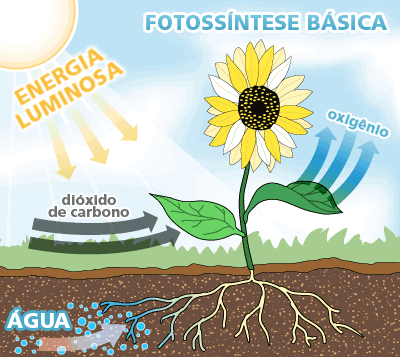 FOTOSSÍNTESE BÁSICA
ENERGIA
LUMINOSA
oxigênio
dióxido
de carbono
ÁGUA